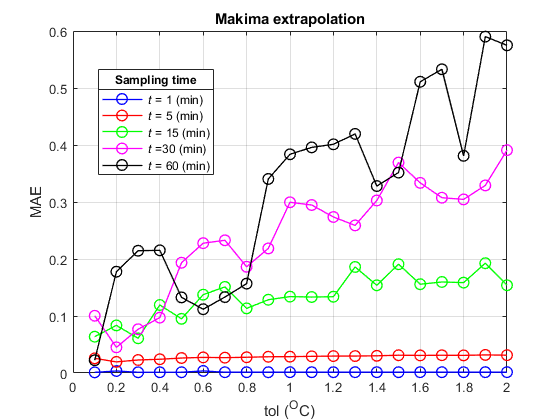 Makima extrapolation
0.6
0.5
0.4
0.3
0.2
0.1
0
MAE
Sampling time
t = 1 (min)
t = 5 (min)
t = 15 (min)
t =30 (min)
t = 60 (min)
0 0.2 0.4 0.6 0.8 1 1.2 1.4 1.6 1.8 2
tol (OC)